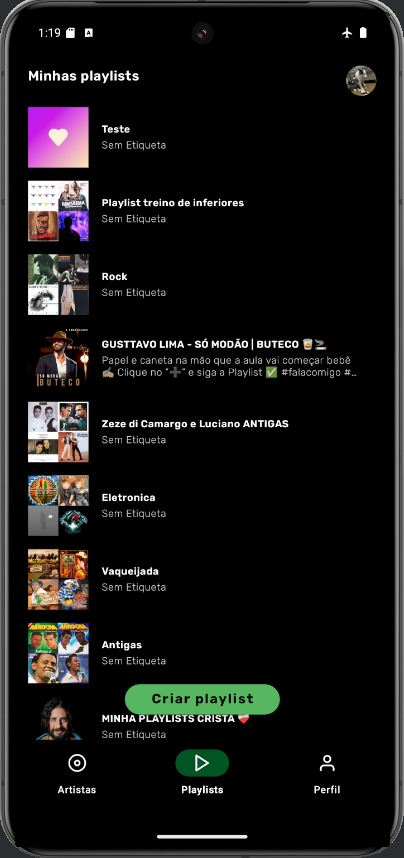 1:19
Minhas playlists
Teste
Sem Etiqueta
Playlist treino de inferiores
Sem Etiqueta
Rock
Sem Etiqueta
GUSTTAVO LIMA - SÓ MODÃO | BUTECO 🥃🚬
Papel e caneta na mão que a aula vai começar bebê
✍🏼 Clique no "➕" e siga a Playlist ✅ #falacomigo #…
BUTECO
Zeze di Camargo e Luciano ANTIGAS
Sem Etiqueta
Eletronica
Sem Etiqueta
Vaqueijada
Sem Etiqueta
ARROCHA
Antigas
Sem Etiqueta
Criar playlist
MINHA PLAYLISTS CRISTÃ ❤️‍🩹
Sem Etiqueta
Artistas
Playlists
Perfil